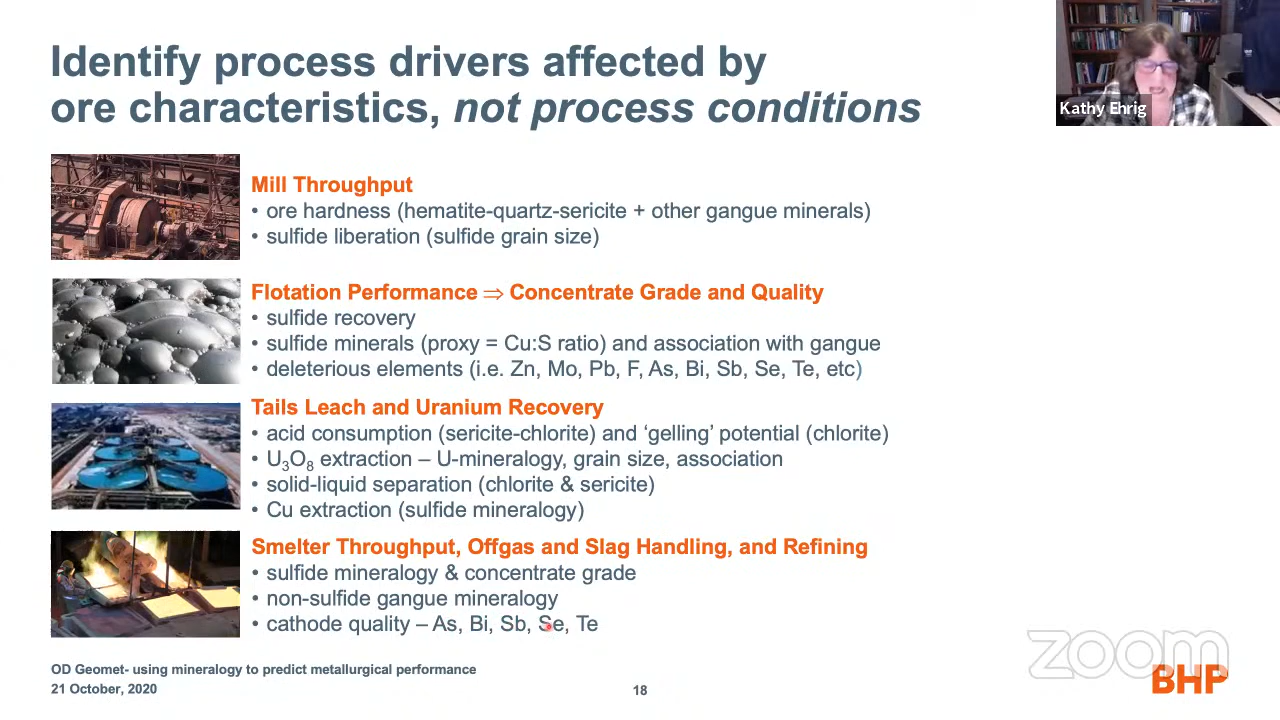 Identify process drivers affected by
ore characteristics, not process conditions
Kathy Ehrig
Mill Throughput
• ore hardness (hematite-quartz-sericite + other gangue minerals)
• sulfide liberation (sulfide grain size)
Flotation Performance ⇒ Concentrate Grade and Quality
• sulfide recovery
• sulfide minerals (proxy = Cu:S ratio) and association with gangue
• deleterious elements (i.e. Zn, Mo, Pb, F, As, Bi, Sb, Se, Te, etc)
Tails Leach and Uranium Recovery
• acid consumption (sericite-chlorite) and ‘gelling’ potential (chlorite)
• U₃O₈ extraction – U-mineralogy, grain size, association
• solid-liquid separation (chlorite & sericite)
• Cu extraction (sulfide mineralogy)
Smelter Throughput, Offgas and Slag Handling, and Refining
• sulfide mineralogy & concentrate grade
• non-sulfide gangue mineralogy
• cathode quality – As, Bi, Sb, Se, Te
OD Geomet- using mineralogy to predict metallurgical performance
21 October, 2020
18
zoom
BHP